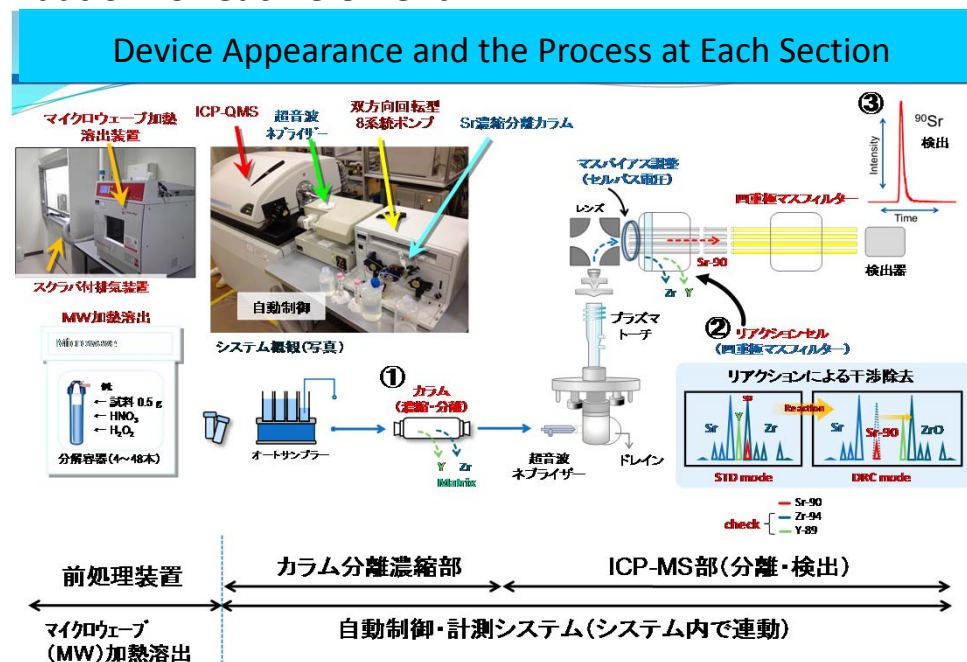 Device Appearance and the Process at Each Section
マイクロウェーブ加熱
溶出装置
ICP-QMS
超音波
ネブライザー
双方向回転型
8系統ポンプ
Sr濃縮分離カラム
スクラバ付排気装置
自動制御
システム概観(写真)
MW加熱溶出
Microwave
試料 0.5 g
HNO₃
H₂O₂
分解容器(4〜48本)
オートサンプラー
①
カラム
(濃縮・分離)
Y Zr
Matrix
超音波
ネブライザー
ドレイン
プラズマ
トーチ
マスバイアス調整
(セルパス電圧)
レンズ
Sr-90
Zr Y
四重極マスフィルター
検出器
③
⁹⁰Sr
検出
Intensity
Time
② リアクションセル
(四重極マスフィルター)
リアクションによる干渉除去
Sr Y Zr
STD mode
Reaction
Sr Sr-90 ZrO
DRC mode
check
Sr-90
Zr-94
Y-89
前処理装置
カラム分離濃縮部
ICP-MS部(分離・検出)
マイクロウェーブ
(MW)加熱溶出
自動制御・計測システム(システム内で連動)